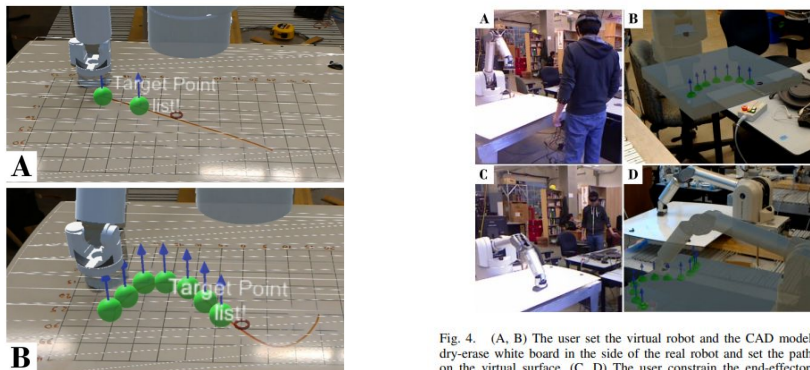 Target Point
list!
A
Target Point
list!
B
A
B
C
D
Fig. 4. (A, B) The user set the virtual robot and the CAD model
dry-erase white board in the side of the real robot and set the path
on the virtual surface. (C, D) The user constrain the end-effector